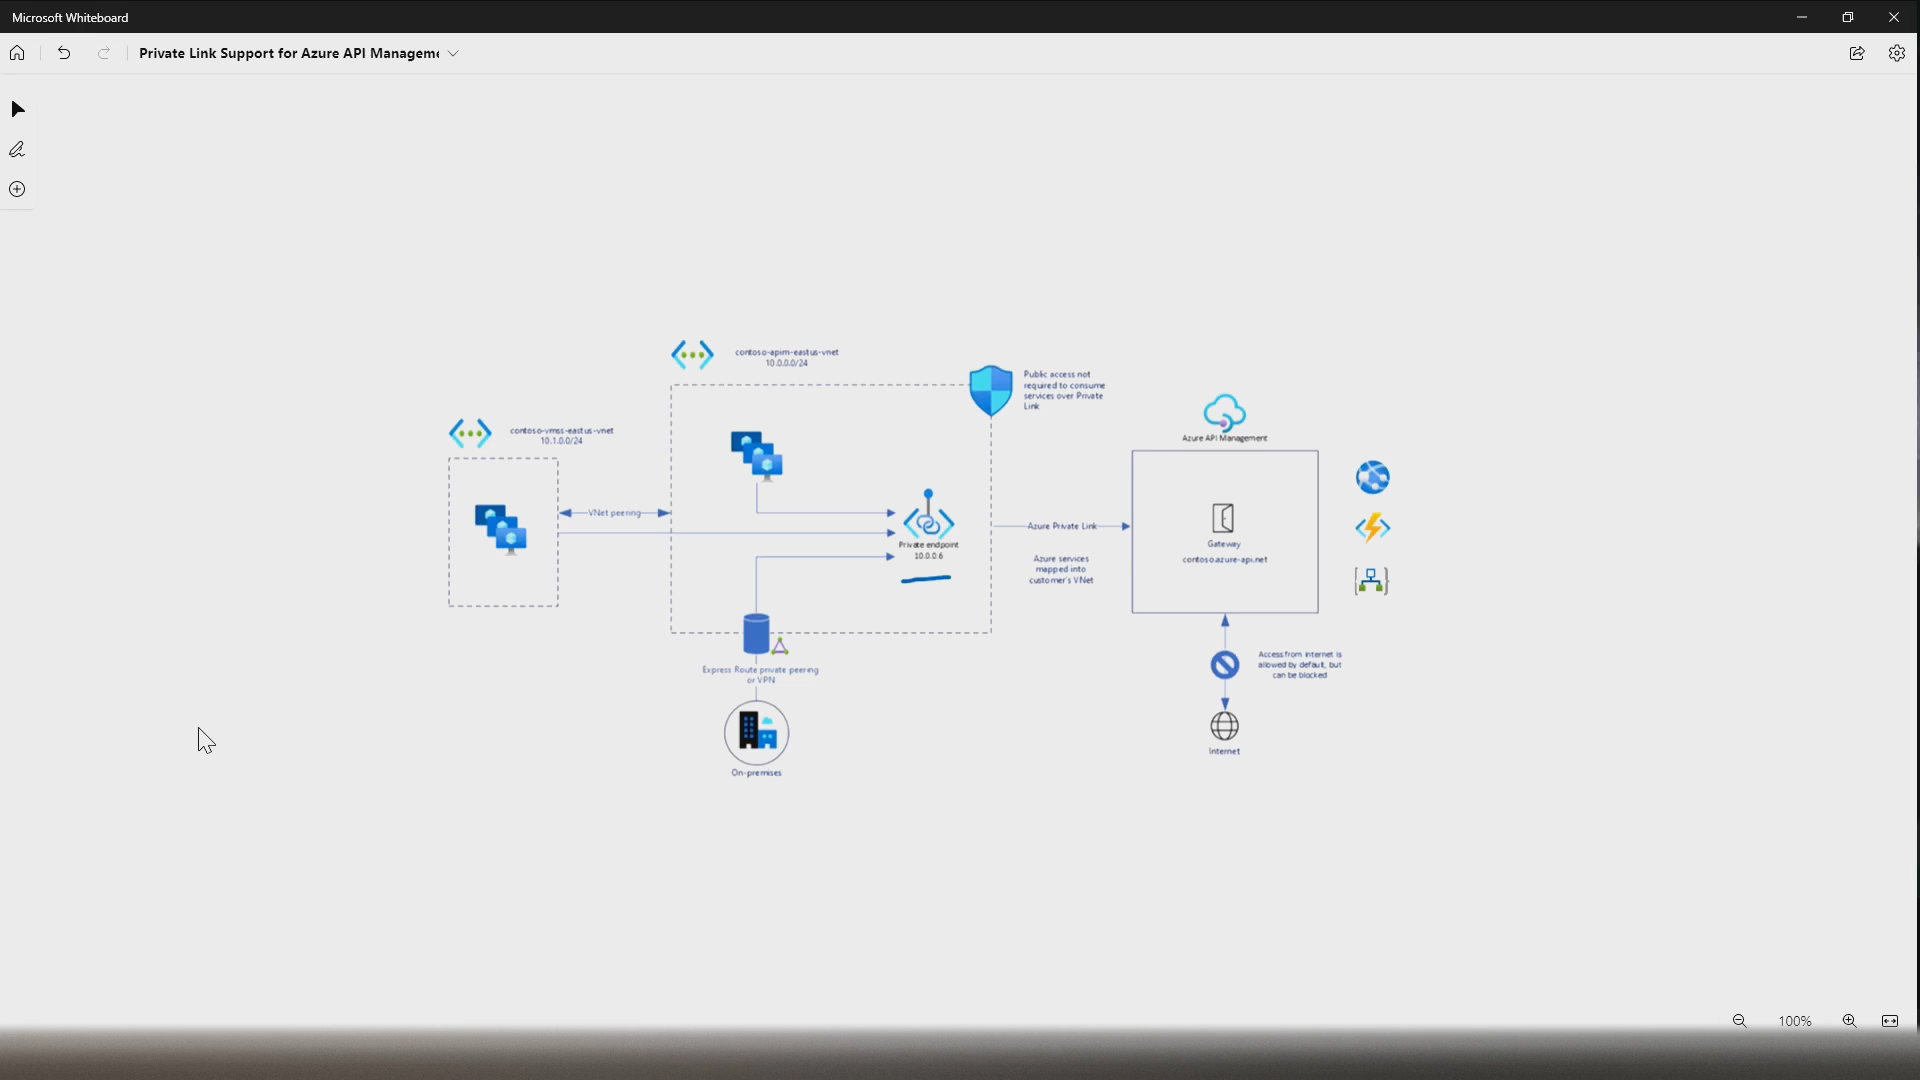 Microsoft Whiteboard
Private Link Support for Azure API Manageme
contoso-apim-eastus-vnet
10.0.0.0/24
Public access not
required to consume
services over Private
Link
contoso-vmss-eastus-vnet
10.1.0.0/24
Azure API Management
VNet peering
Azure Private Link
Private endpoint
10.0.0.6
Gateway
contoso.azure-api.net
Azure services
mapped into
customer's VNet
Express Route private peering
or VPN
Access from internet is
allowed by default, but
can be blocked
Internet
On-premises
100%